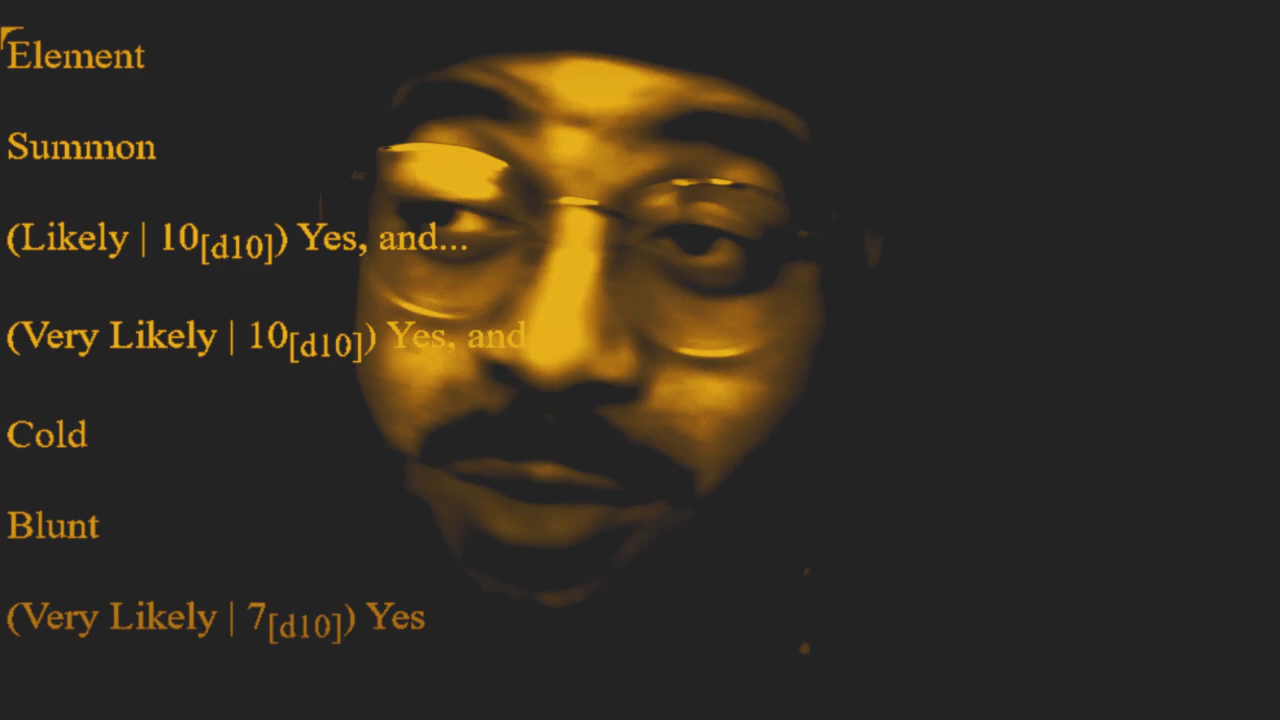 Element
Summon
(Likely | 10[d10]) Yes, and...
(Very Likely | 10[d10]) Yes, and
Cold
Blunt
(Very Likely | 7[d10]) Yes